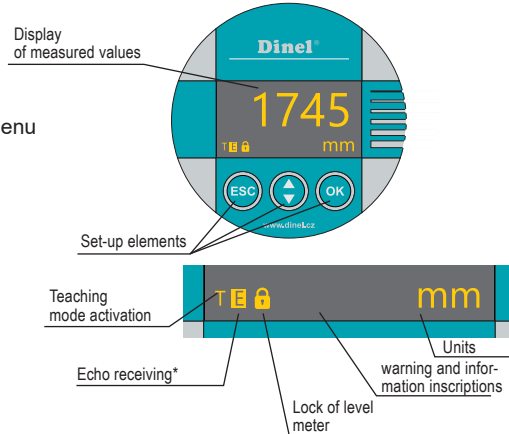 Display
of measured values
Dinel®
1745
T E mm
enu
ESC OK
www.dinel.cz
Set-up elements
T E mm
Teaching
mode activation
Units
Echo receiving*
warning and infor-
mation inscriptions
Lock of level
meter